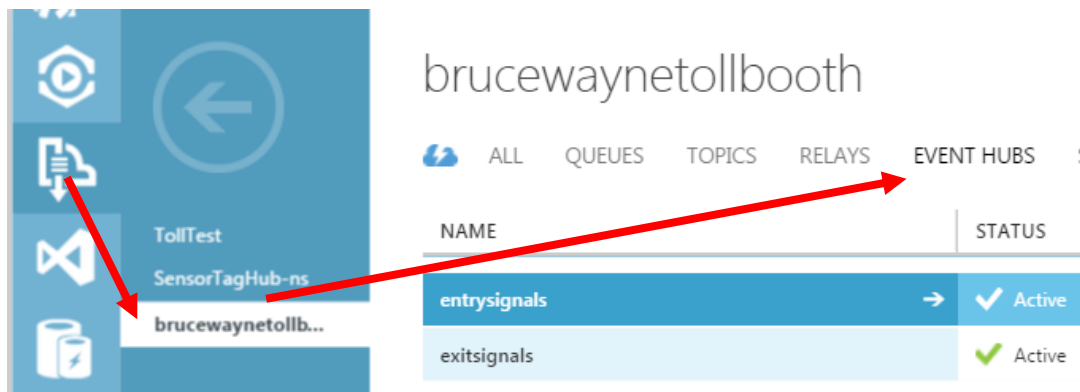 brucewaynetollbooth
ALL QUEUES TOPICS RELAYS EVENT HUBS
NAME STATUS
TollTest
SensorTagHub-ns
brucewaynetollb...
entrysignals Active
exitsignals Active